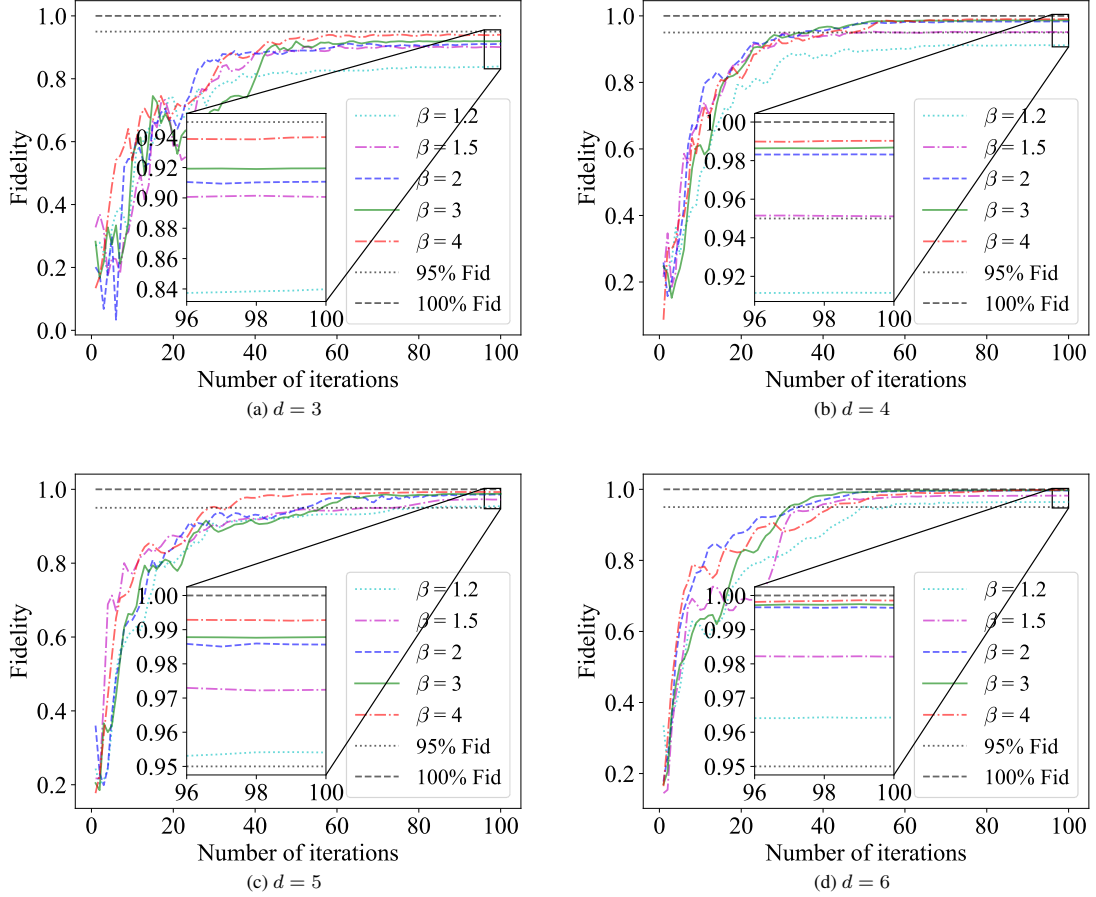 1.0
0.8
0.6
0.4
0.2
0.0
Fidelity
0.94
0.92
0.90
0.88
0.86
0.84
96 98 100
β = 1.2
β = 1.5
β = 2
β = 3
β = 4
95% Fid
100% Fid
0 20 40 60 80 100
Number of iterations
(a) d = 3
1.0
0.8
0.6
0.4
0.2
Fidelity
1.00
0.98
0.96
0.94
0.92
96 98 100
β = 1.2
β = 1.5
β = 2
β = 3
β = 4
95% Fid
100% Fid
0 20 40 60 80 100
Number of iterations
(b) d = 4
1.0
0.8
0.6
0.4
0.2
Fidelity
1.00
0.99
0.98
0.97
0.96
0.95
96 98 100
β = 1.2
β = 1.5
β = 2
β = 3
β = 4
95% Fid
100% Fid
0 20 40 60 80 100
Number of iterations
(c) d = 5
1.0
0.8
0.6
0.4
0.2
Fidelity
1.00
0.99
0.98
0.97
0.96
0.95
96 98 100
β = 1.2
β = 1.5
β = 2
β = 3
β = 4
95% Fid
100% Fid
0 20 40 60 80 100
Number of iterations
(d) d = 6